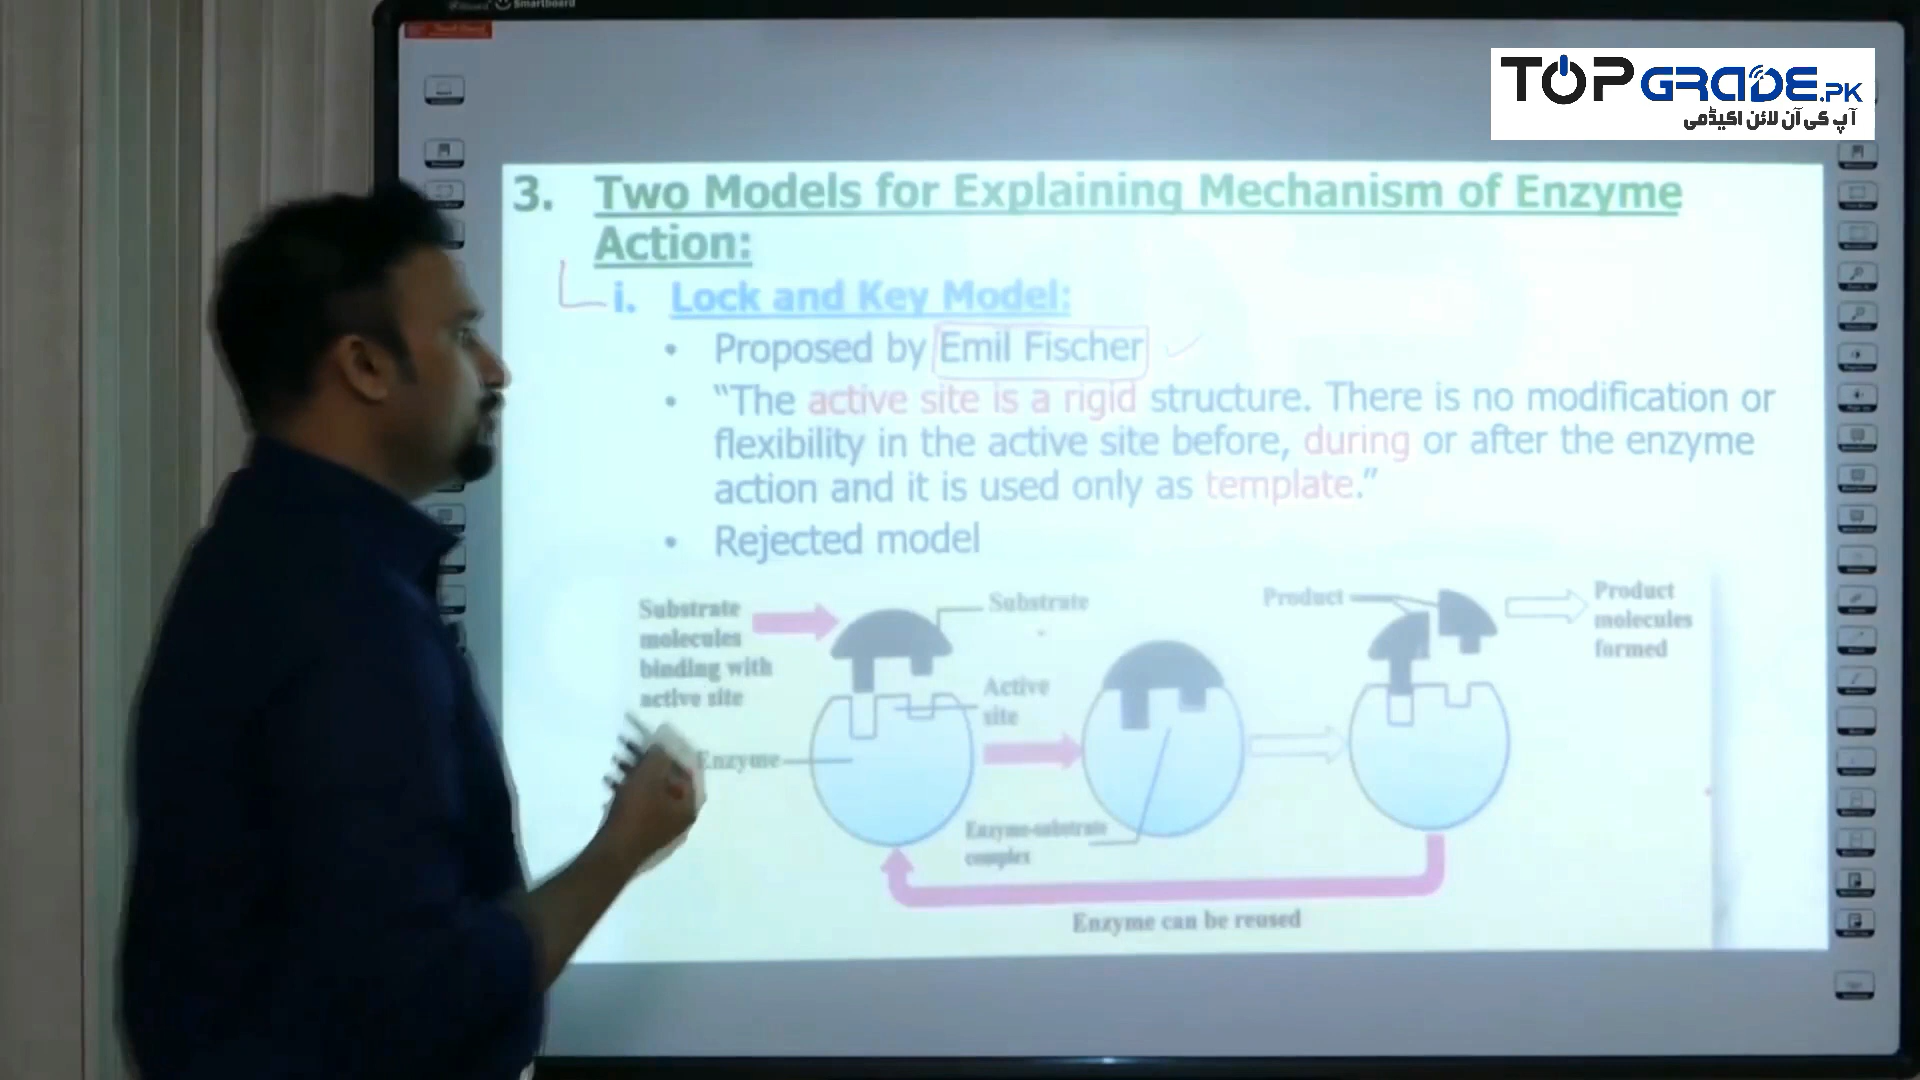 Smartboard
TOPGRADE.PK
آپ کی آن لائن اکیڈمی
3. Two Models for Explaining Mechanism of Enzyme
Action:
i. Lock and Key Model:
• Proposed by Emil Fischer
• “The active site is a rigid structure. There is no modification or
flexibility in the active site before, during or after the enzyme
action and it is used only as template.”
• Rejected model
Substrate
molecules
binding with
active site
Substrate
Active
site
Enzyme
Enzyme-substrate
complex
Product
Product
molecules
formed
Enzyme can be reused